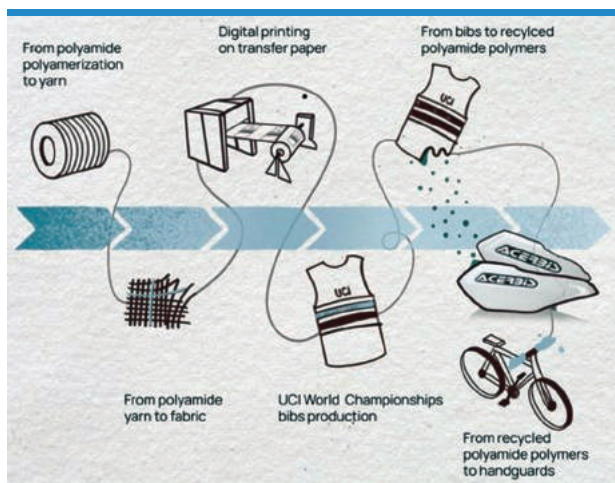 From polyamide
polyamerization
to yarn
Digital printing
on transfer paper
From bibs to recylced
polyamide polymers
UCI
ACERBIS
ACERBIS
UCI
From polyamide
yarn to fabric
UCI World Championships
bibs production
From recycled
polyamide polymers
to handguards